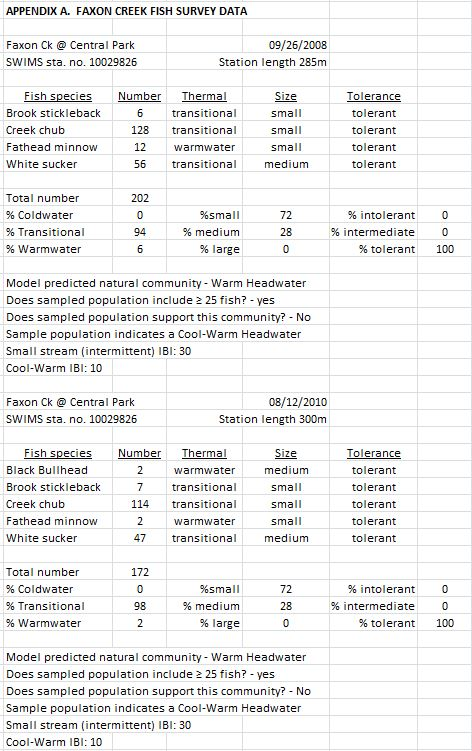 APPENDIX A. FAXON CREEK FISH SURVEY DATA
Faxon Ck @ Central Park 09/26/2008
SWIMS sta. no. 10029826 Station length 285m
Fish species Number Thermal Size Tolerance
Brook stickleback 6 transitional small tolerant
Creek chub 128 transitional small tolerant
Fathead minnow 12 warmwater small tolerant
White sucker 56 transitional medium tolerant
Total number 202
% Coldwater 0 %small 72 % intolerant 0
% Transitional 94 % medium 28 % intermediate 0
% Warmwater 6 % large 0 % tolerant 100
Model predicted natural community - Warm Headwater
Does sampled population include ≥ 25 fish? - yes
Does sampled population support this community? - No
Sample population indicates a Cool-Warm Headwater
Small stream (intermittent) IBI: 30
Cool-Warm IBI: 10
Faxon Ck @ Central Park 08/12/2010
SWIMS sta. no. 10029826 Station length 300m
Fish species Number Thermal Size Tolerance
Black Bullhead 2 warmwater medium tolerant
Brook stickleback 7 transitional small tolerant
Creek chub 114 transitional small tolerant
Fathead minnow 2 warmwater small tolerant
White sucker 47 transitional medium tolerant
Total number 172
% Coldwater 0 %small 72 % intolerant 0
% Transitional 98 % medium 28 % intermediate 0
% Warmwater 2 % large 0 % tolerant 100
Model predicted natural community - Warm Headwater
Does sampled population include ≥ 25 fish? - yes
Does sampled population support this community? - No
Sample population indicates a Cool-Warm Headwater
Small stream (intermittent) IBI: 30
Cool-Warm IBI: 10